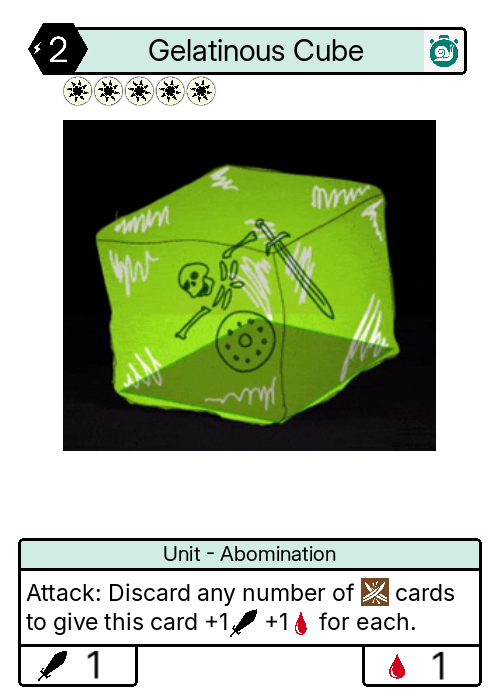 2
Gelatinous Cube
Unit - Abomination
Attack: Discard any number of cards
to give this card +1 +1 for each.
1
1